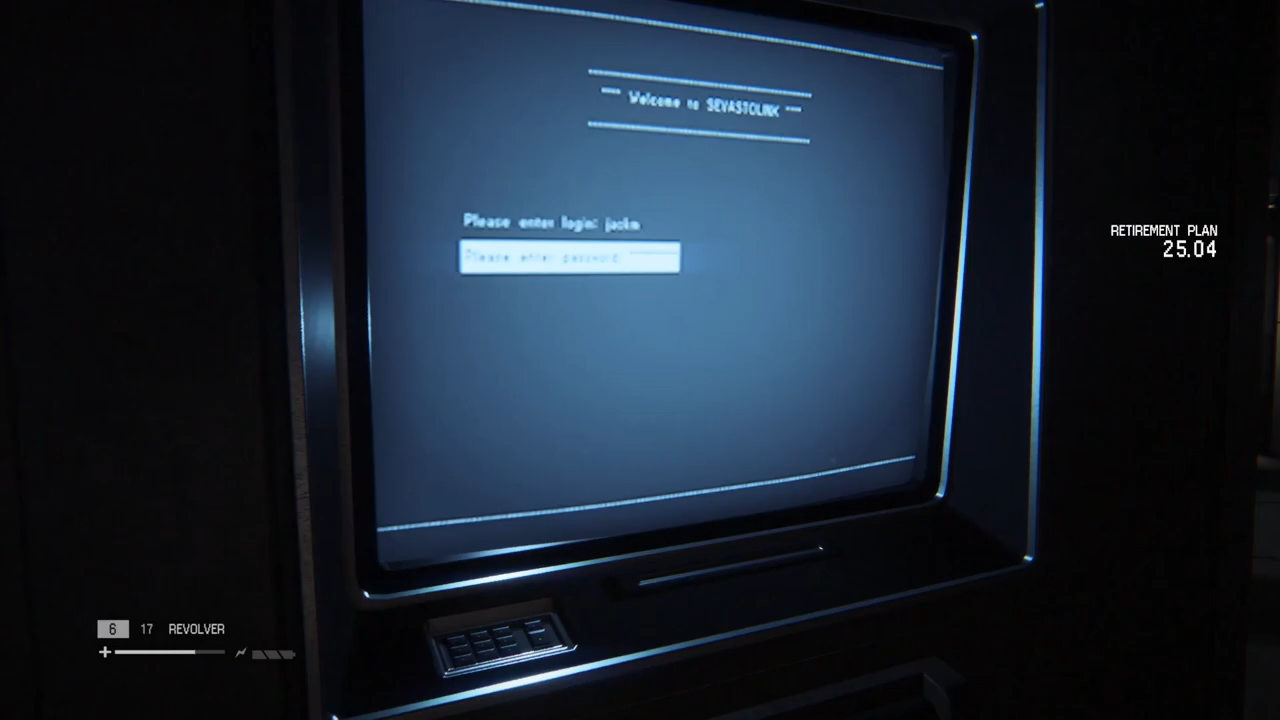 --- Welcome to SEVASTOLINK ---
Please enter login: jackm
Please enter password:
RETIREMENT PLAN
25.04
6 17 REVOLVER